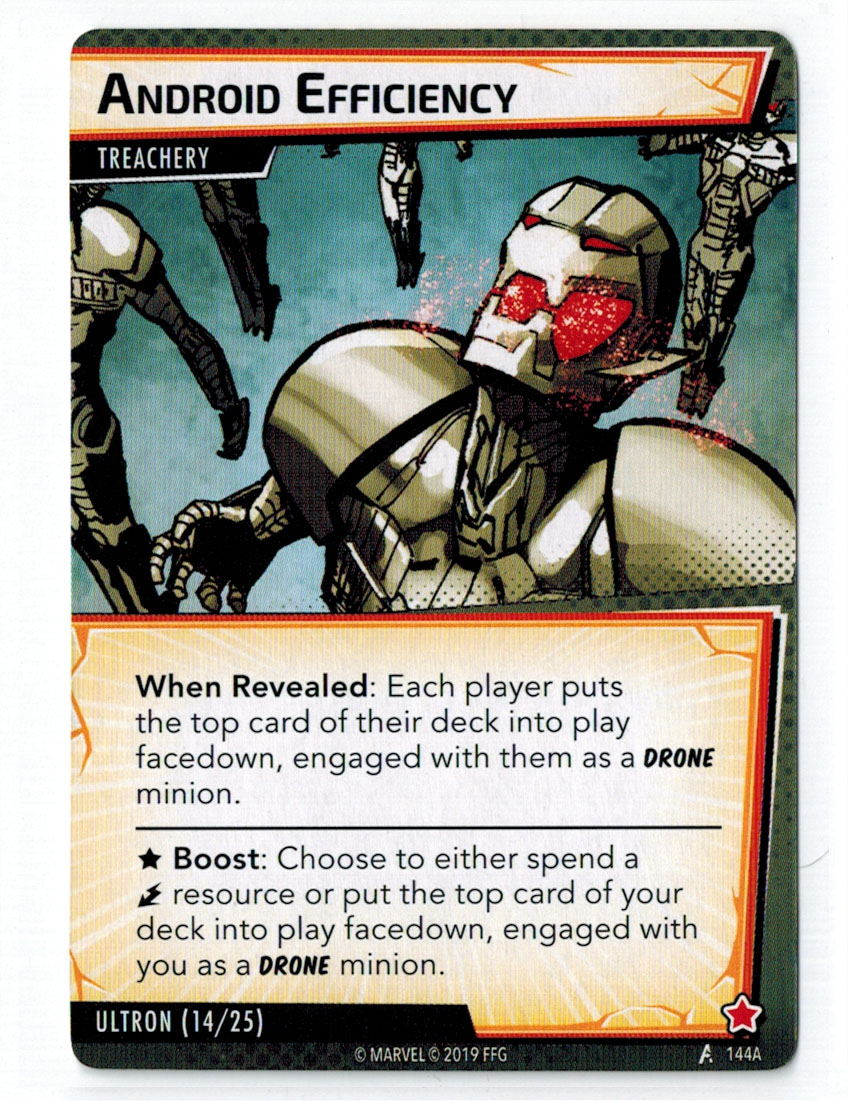 ANDROID EFFICIENCY
TREACHERY
When Revealed: Each player puts
the top card of their deck into play
facedown, engaged with them as a DRONE
minion.
★ Boost: Choose to either spend a
resource or put the top card of your
deck into play facedown, engaged with
you as a DRONE minion.
ULTRON (14/25)
© MARVEL © 2019 FFG
144A